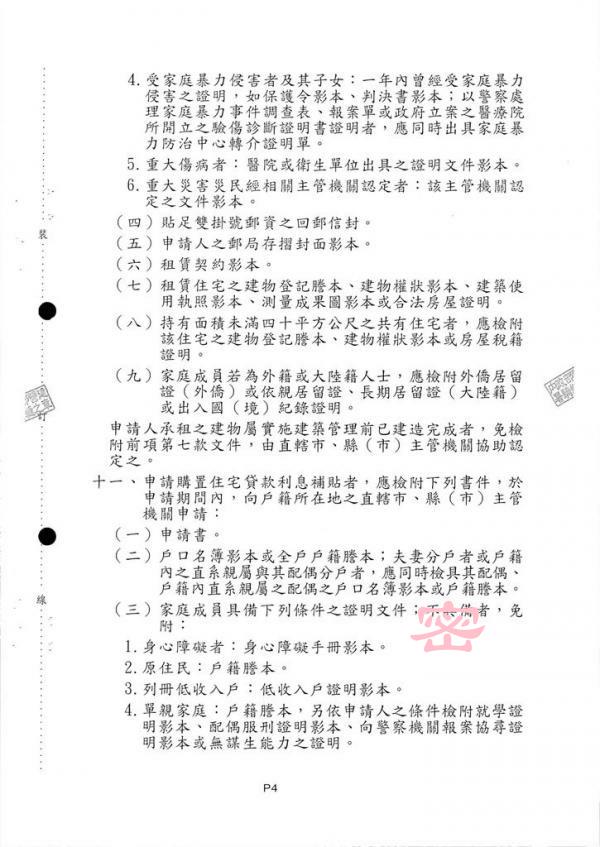 4.受家庭暴力侵害者及其子女：一年內曾經受家庭暴力
侵害之證明，如保護令影本、判決書影本；以警察處
理家庭暴力事件調查表、報案單或政府立案之醫療院
所開立之驗傷診斷證明書證明者，應同時出具家庭暴
力防治中心轉介證明單。
5.重大傷病者：醫院或衛生單位出具之證明文件影本。
6.重大災害災民經相關主管機關認定者：該主管機關認
定之文件影本。
（四）貼足雙掛號郵資之回郵信封。
（五）申請人之郵局存摺封面影本。
（六）租賃契約影本。
（七）租賃住宅之建物登記謄本、建物權狀影本、建築使
用執照影本、測量成果圖影本或合法房屋證明。
（八）持有面積未滿四十平方公尺之共有住宅者，應檢附
該住宅之建物登記謄本、建物權狀影本或房屋稅籍
證明。
（九）家庭成員若為外籍或大陸籍人士，應檢附外僑居留
證（外僑）或依親居留證、長期居留證（大陸籍）
或出入國（境）紀錄證明。
申請人承租之建物屬實施建築管理前已建造完成者，免檢
附前項第七款文件，由直轄市、縣（市）主管機關協助認
定之。
十一、申請購置住宅貸款利息補貼者，應檢附下列書件，於
申請期間內，向戶籍所在地之直轄市、縣（市）主管
機關申請：
（一）申請書。
（二）戶口名簿影本或全戶戶籍謄本；夫妻分戶者或戶籍
內之直系親屬與其配偶分戶者，應同時檢具其配偶、
戶籍內直系親屬之配偶之戶口名簿影本或戶籍謄本。
（三）家庭成員具備下列條件之證明文件；不具備者，免
附：
密
1.身心障礙者：身心障礙手冊影本。
2.原住民：戶籍謄本。
3.列冊低收入戶：低收入戶證明影本。
4.單親家庭：戶籍謄本，另依申請人之條件檢附就學證
明影本、配偶服刑證明影本、向警察機關報案協尋證
明影本或無謀生能力之證明。
裝
訂
線
P4